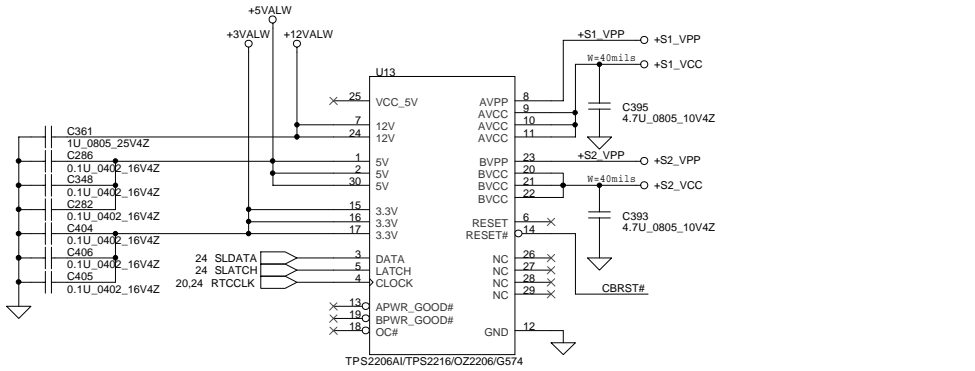 +5VALW
+3VALW
+12VALW
+S1_VPP
+S1_VPP
W=40mils
+S1_VCC
U13
25
VCC_5V
AVPP
8
7
12V
AVCC
9
24
12V
AVCC
10
AVCC
11
C395
4.7U_0805_10V4Z
C361
1U_0805_25V4Z
C286
0.1U_0402_16V4Z
C348
0.1U_0402_16V4Z
C282
0.1U_0402_16V4Z
C404
0.1U_0402_16V4Z
C406
0.1U_0402_16V4Z
C405
0.1U_0402_16V4Z
1
5V
2
5V
30
5V
BVPP
23
BVCC
20
BVCC
21
BVCC
22
+S2_VPP
+S2_VPP
W=40mils
+S2_VCC
C393
4.7U_0805_10V4Z
15
3.3V
16
3.3V
17
3.3V
RESET
6
RESET#
14
24 SLDATA
3
DATA
24 SLATCH
5
LATCH
20,24 RTCCLK
4
CLOCK
NC
26
NC
27
NC
28
NC
29
CBRST#
13
APWR_GOOD#
19
BPWR_GOOD#
18
OC#
GND
12
TPS2206AI/TPS2216/OZ2206/G574